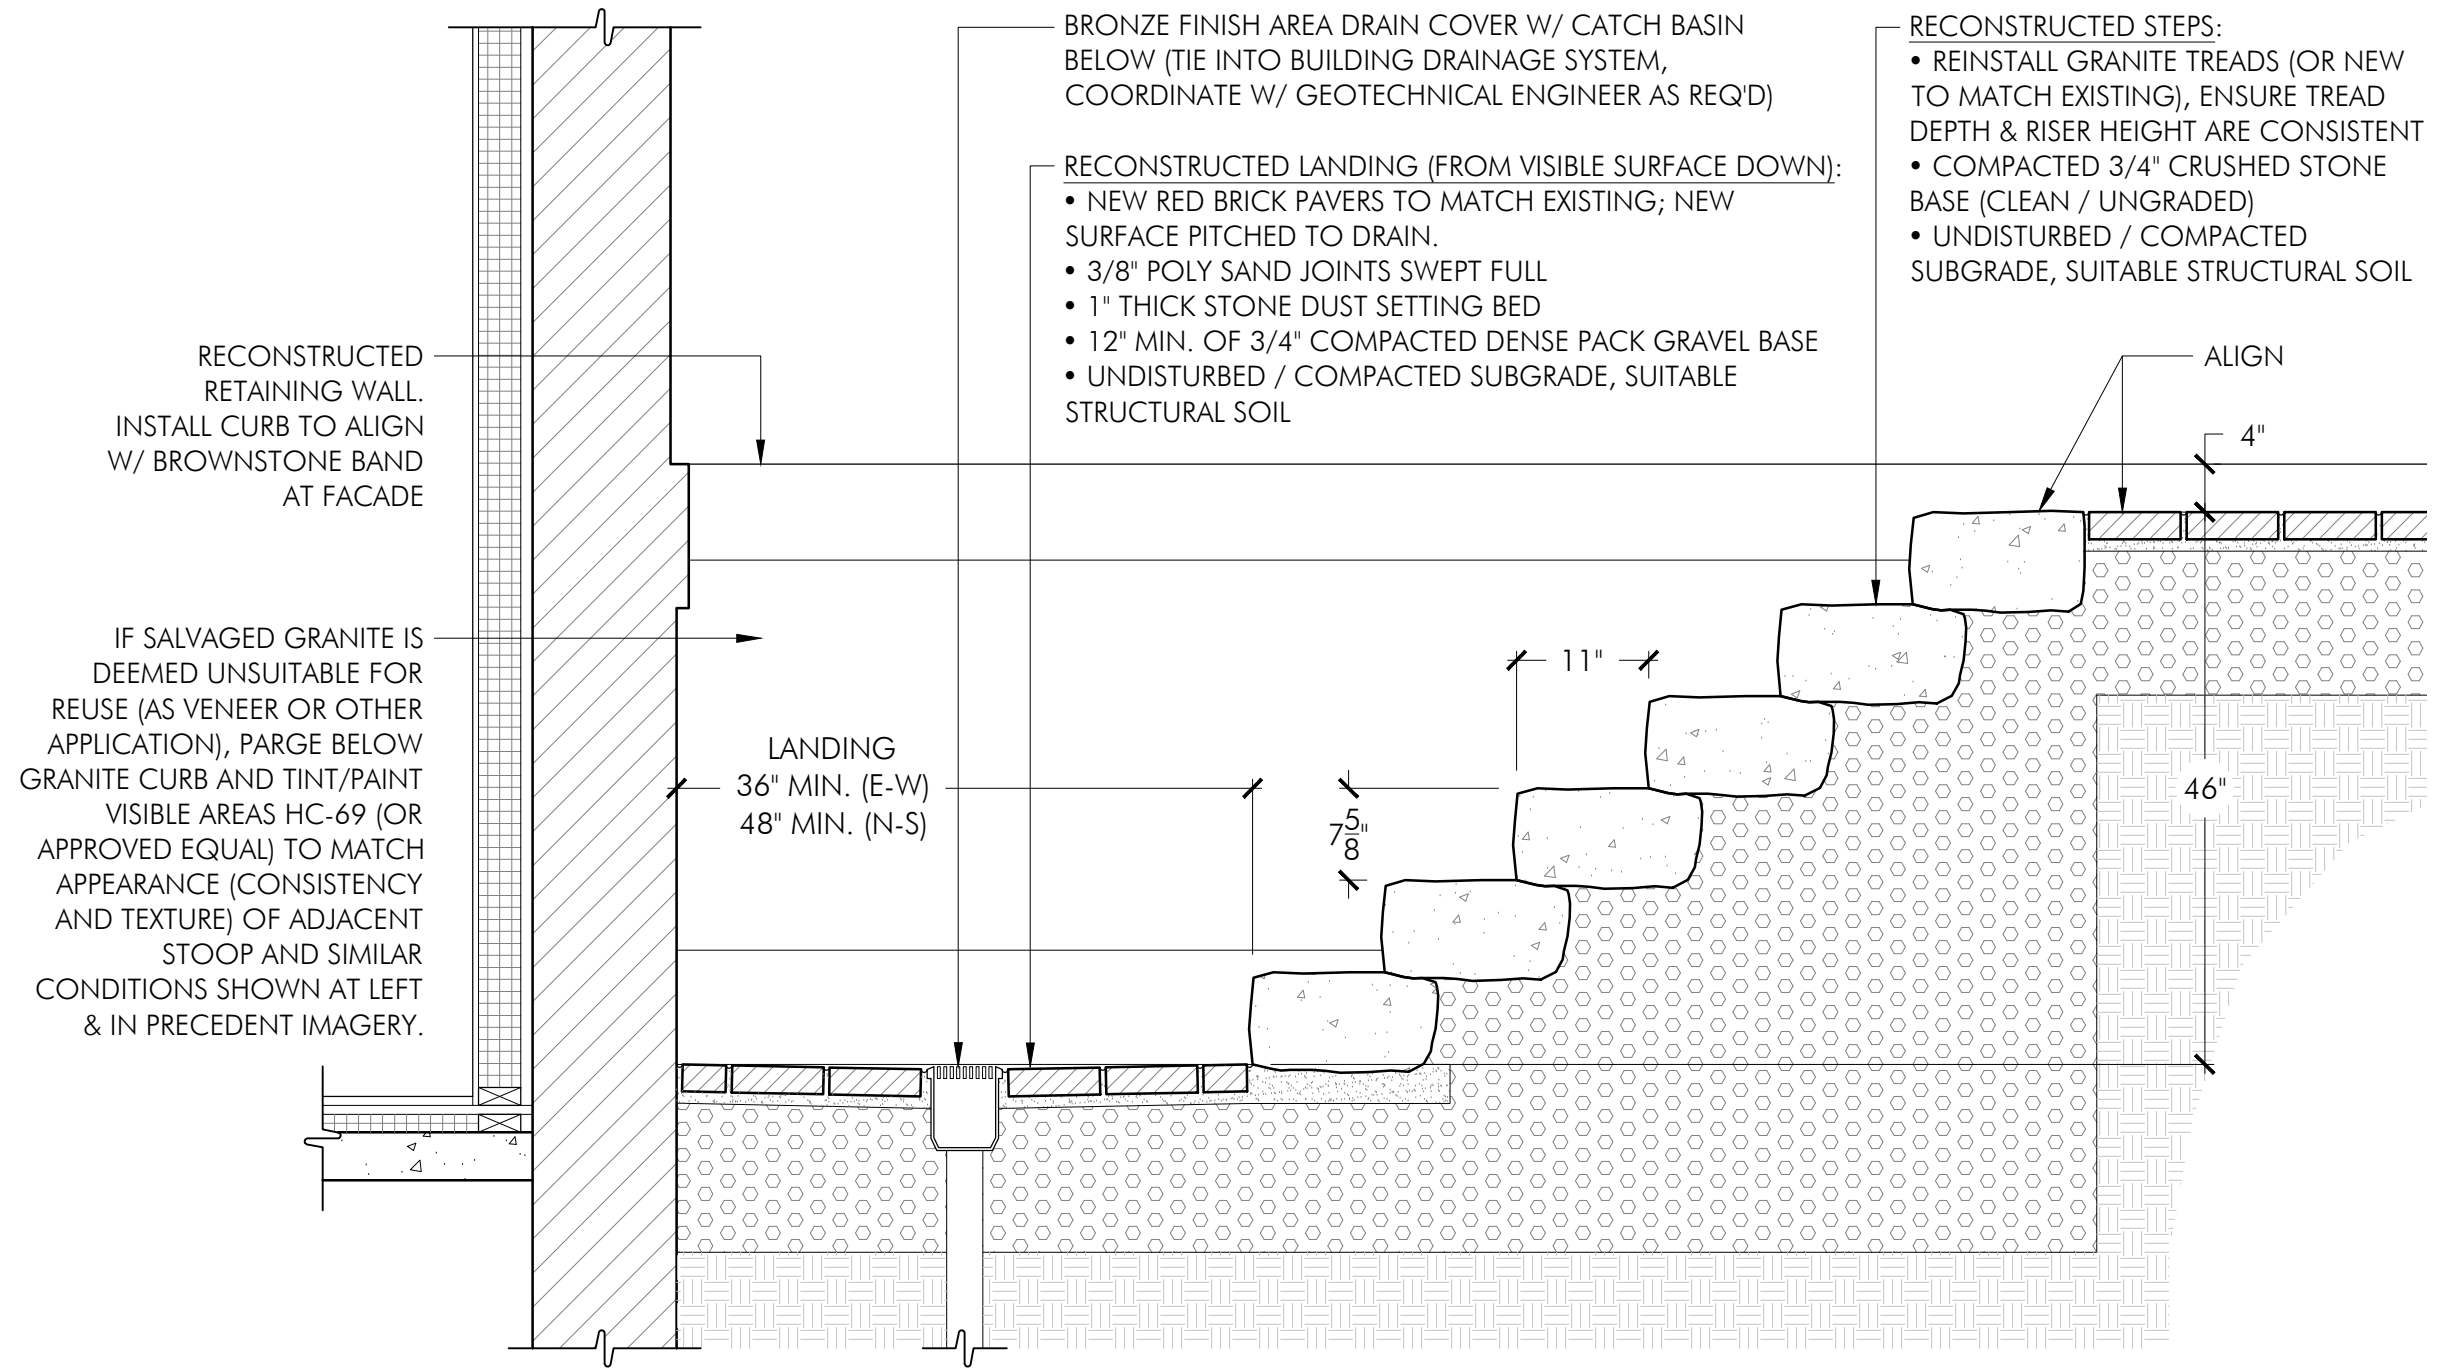 BRONZE FINISH AREA DRAIN COVER W/ CATCH BASIN
BELOW (TIE INTO BUILDING DRAINAGE SYSTEM,
COORDINATE W/ GEOTECHNICAL ENGINEER AS REQ'D)
RECONSTRUCTED LANDING (FROM VISIBLE SURFACE DOWN):
• NEW RED BRICK PAVERS TO MATCH EXISTING; NEW
SURFACE PITCHED TO DRAIN.
• 3/8" POLY SAND JOINTS SWEPT FULL
• 1" THICK STONE DUST SETTING BED
• 12" MIN. OF 3/4" COMPACTED DENSE PACK GRAVEL BASE
• UNDISTURBED / COMPACTED SUBGRADE, SUITABLE
STRUCTURAL SOIL
RECONSTRUCTED STEPS:
• REINSTALL GRANITE TREADS (OR NEW
TO MATCH EXISTING), ENSURE TREAD
DEPTH & RISER HEIGHT ARE CONSISTENT
• COMPACTED 3/4" CRUSHED STONE
BASE (CLEAN / UNGRADED)
• UNDISTURBED / COMPACTED
SUBGRADE, SUITABLE STRUCTURAL SOIL
RECONSTRUCTED
RETAINING WALL.
INSTALL CURB TO ALIGN
W/ BROWNSTONE BAND
AT FACADE
ALIGN
4"
IF SALVAGED GRANITE IS
DEEMED UNSUITABLE FOR
REUSE (AS VENEER OR OTHER
APPLICATION), PARGE BELOW
GRANITE CURB AND TINT/PAINT
VISIBLE AREAS HC-69 (OR
APPROVED EQUAL) TO MATCH
APPEARANCE (CONSISTENCY
AND TEXTURE) OF ADJACENT
STOOP AND SIMILAR
CONDITIONS SHOWN AT LEFT
& IN PRECEDENT IMAGERY.
LANDING
36" MIN. (E-W)
48" MIN. (N-S)
11"
7 5/8"
46"